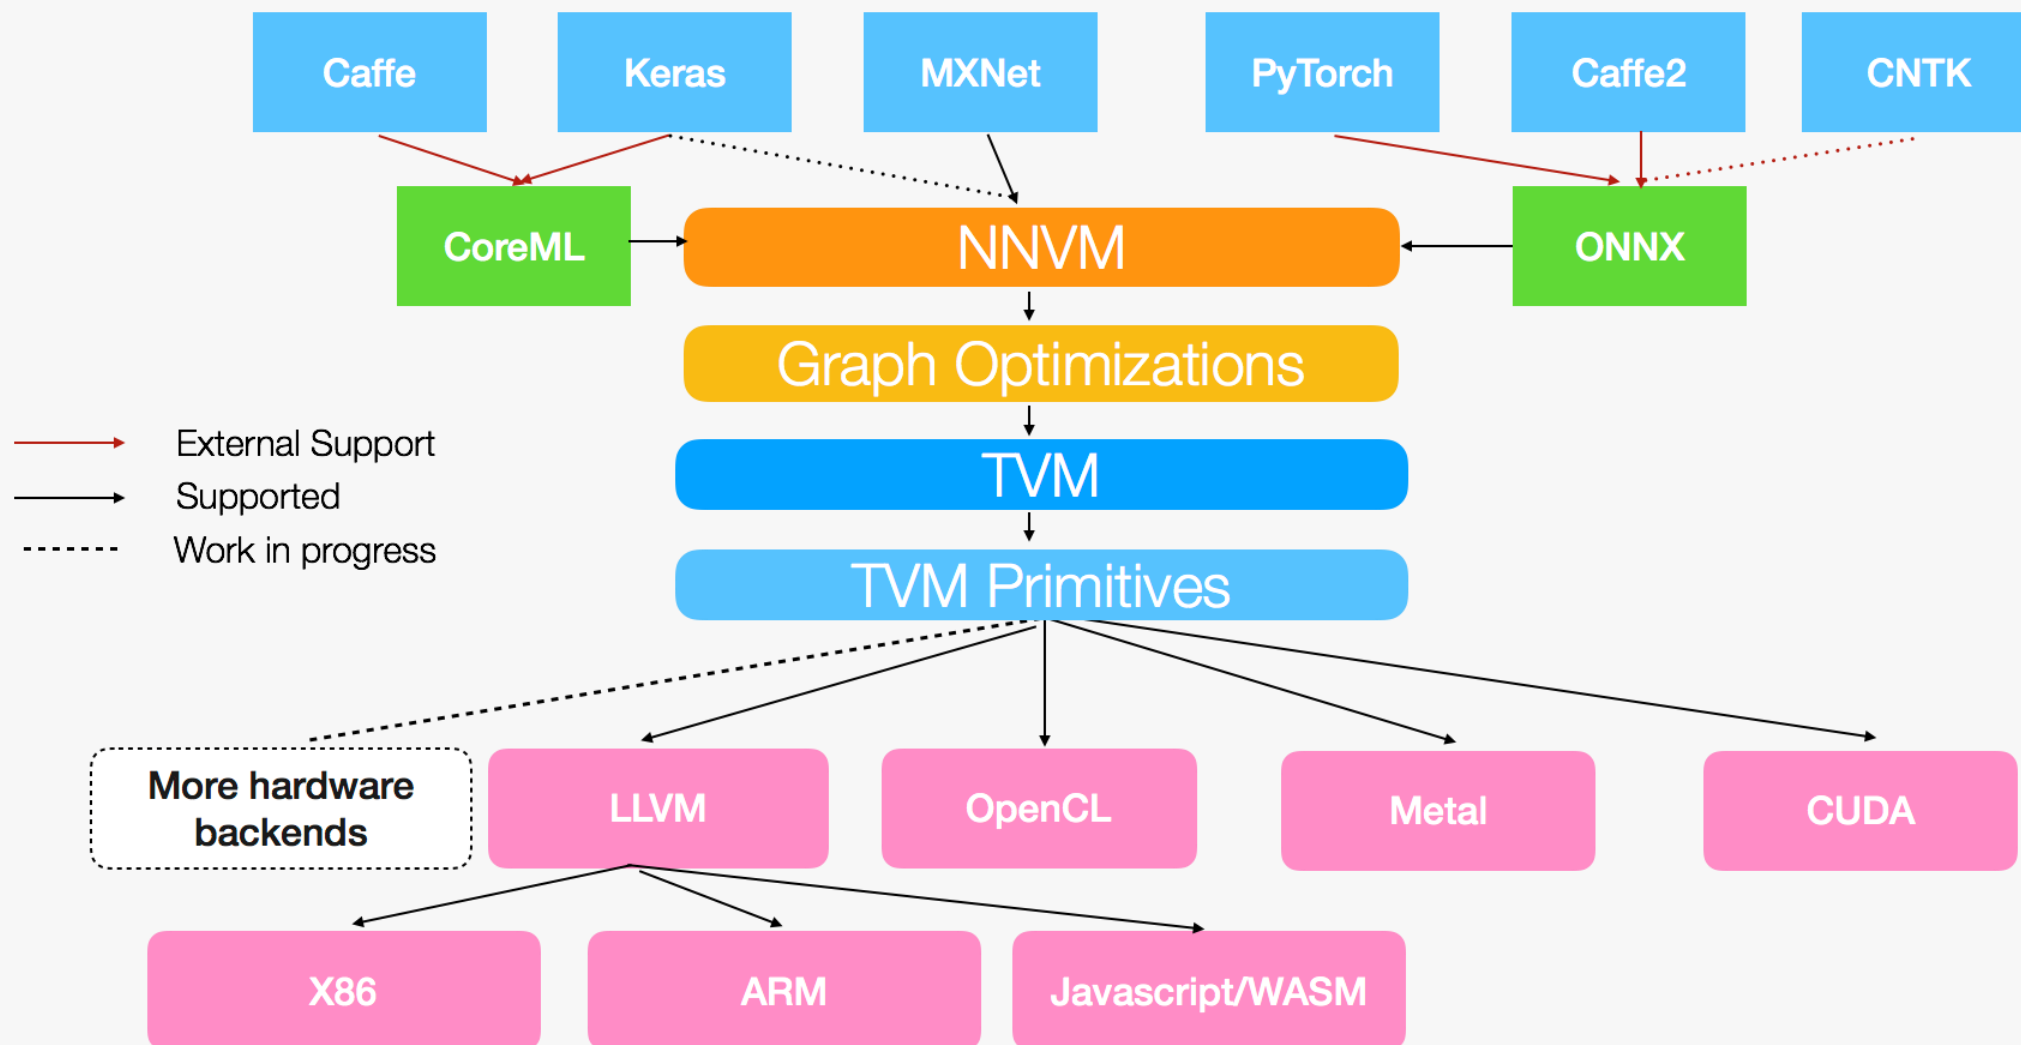 Caffe
Keras
MXNet
PyTorch
Caffe2
CNTK
CoreML
NNVM
ONNX
Graph Optimizations
External Support
Supported
Work in progress
TVM
TVM Primitives
More hardware
backends
LLVM
OpenCL
Metal
CUDA
X86
ARM
Javascript/WASM